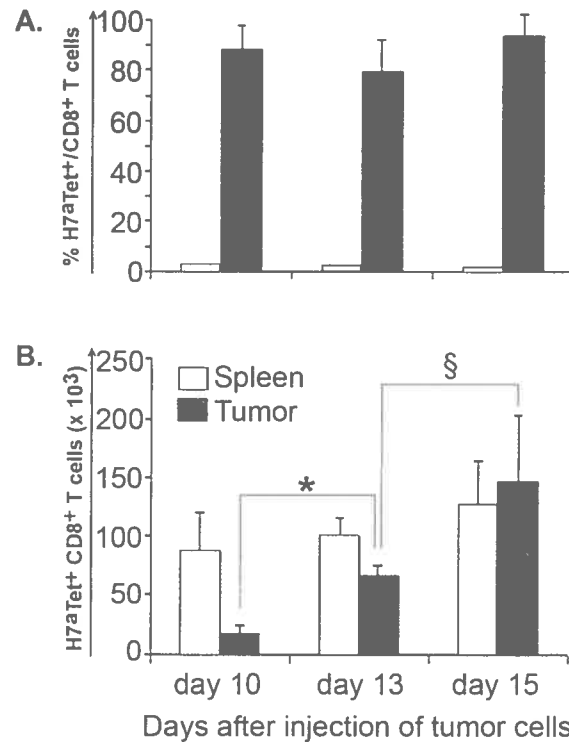 A.
% H7ᵃTet⁺/CD8⁺ T cells
100
80
60
40
20
0
B.
H7ᵃTet⁺ CD8⁺ T cells (x 10³)
250
200
150
100
50
0
Spleen
Tumor
*
§
day 10 day 13 day 15
Days after injection of tumor cells